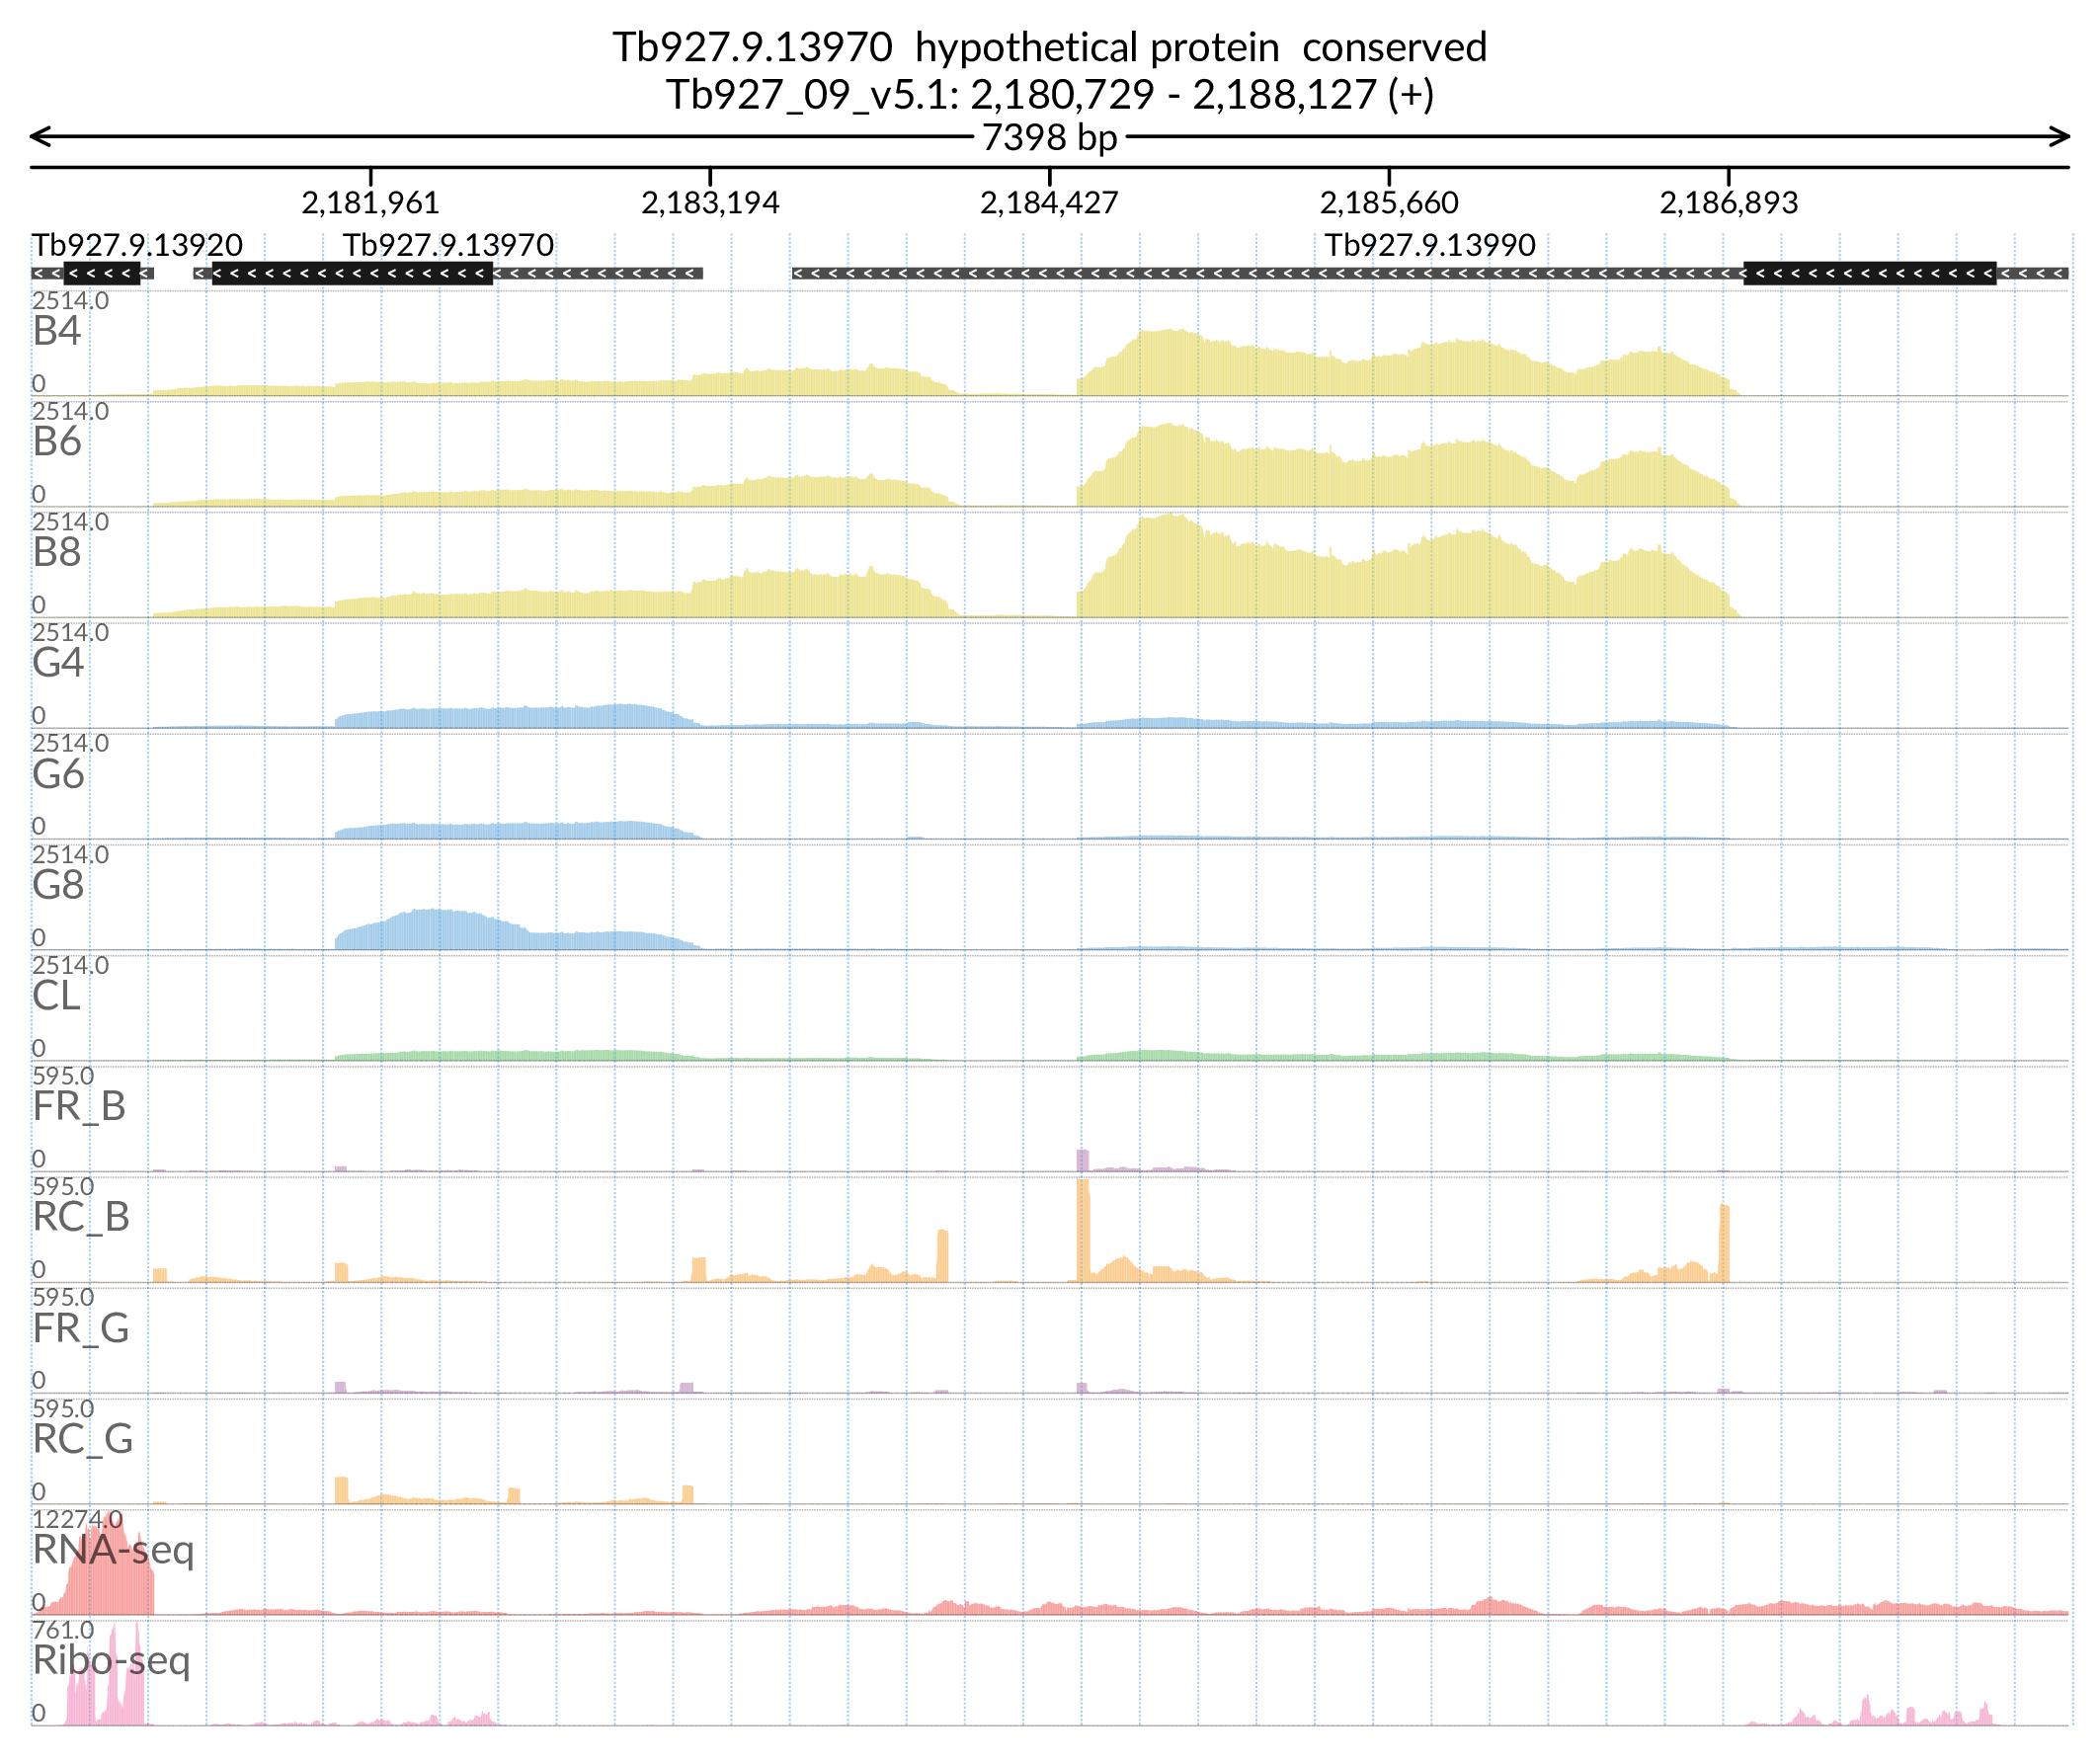 Tb927.9.13970  hypothetical protein  conserved
Tb927_09_v5.1: 2,180,729 - 2,188,127 (+)
7398 bp
2,181,961 2,183,194 2,184,427 2,185,660 2,186,893
Tb927.9.13920 Tb927.9.13970 Tb927.9.13990
2514.0
B4
0
2514.0
B6
0
2514.0
B8
0
2514.0
G4
0
2514.0
G6
0
2514.0
G8
0
2514.0
CL
0
595.0
FR_B
0
595.0
RC_B
0
595.0
FR_G
0
595.0
RC_G
0
12274.0
RNA-seq
0
761.0
Ribo-seq
0